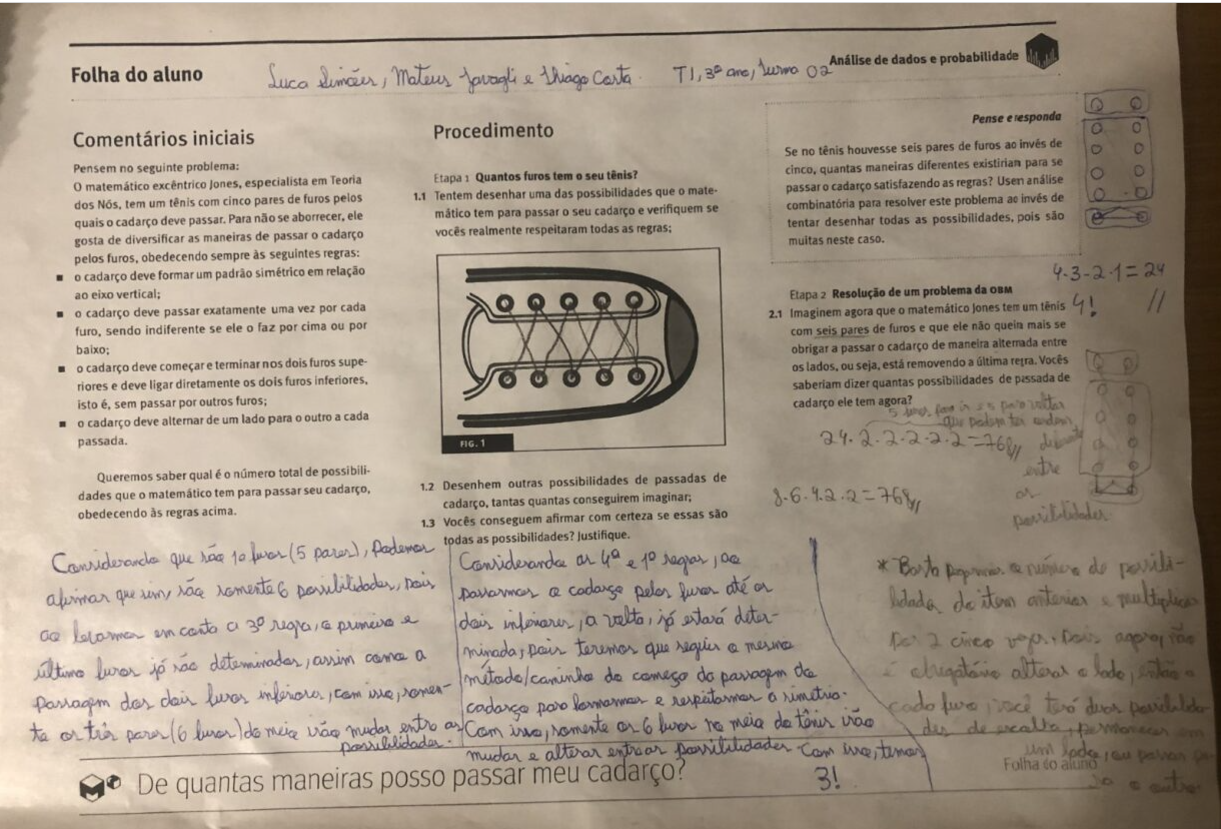 Folha do aluno
Luca Simões, Mateus e Thiago Costa. TI, 3º ano, Turma 02
Análise de dados e probabilidade
Comentários iniciais
Pensem no seguinte problema:
O matemático excêntrico Jones, especialista em Teoria
dos Nós, tem um tênis com cinco pares de furos pelos
quais o cadarço deve passar. Para não se aborrecer, ele
gosta de diversificar as maneiras de passar o cadarço
pelos furos, obedecendo sempre às seguintes regras:
■ o cadarço deve formar um padrão simétrico em relação
ao eixo vertical;
■ o cadarço deve passar exatamente uma vez por cada
furo, sendo indiferente se ele o faz por cima ou por
baixo;
■ o cadarço deve começar e terminar nos dois furos supe-
riores e deve ligar diretamente os dois furos inferiores,
isto é, sem passar por outros furos;
■ o cadarço deve alternar de um lado para o outro a cada
passada.
Queremos saber qual é o número total de possibili-
dades que o matemático tem para passar seu cadarço,
obedecendo às regras acima.
Considerando que são 10 furos (5 pares), podemos
afirmar que sim, são somente 6 possibilidades, pois
ao levarmos em conta a 3º regra, o primeiro e
último furos já são determinados, assim como a
passagem dos dois furos inferiores, com isso, somen-
te os três pares (6 furos) do meio irão mudar entre as
possibilidades.
Procedimento
Etapa 1 Quantos furos tem o seu tênis?
1.1 Tentem desenhar uma das possibilidades que o mate-
mático tem para passar o seu cadarço e verifiquem se
vocês realmente respeitaram todas as regras;
FIG. 1
1.2 Desenhem outras possibilidades de passadas de
cadarço, tantas quantas conseguirem imaginar;
1.3 Vocês conseguem afirmar com certeza se essas são
todas as possibilidades? Justifique.
Considerando as 4ª e 1º regras, ao
passarmos o cadarço pelos furos até os
dois inferiores, a volta, já estará deter-
minada, pois teremos que seguir o mesmo
método/caminho do começo da passagem do
cadarço para formarmos e respeitarmos a simetria.
Com isso, somente os 6 furos no meio do tênis irão
mudar e alterar entre as possibilidades. Com isso, temos
3!
Pense e responda
Se no tênis houvesse seis pares de furos ao invés de
cinco, quantas maneiras diferentes existiriam para se
passar o cadarço satisfazendo as regras? Usem análise
combinatória para resolver este problema ao invés de
tentar desenhar todas as possibilidades, pois são
muitas neste caso.
4·3·2·1=24
4! //
Etapa 2 Resolução de um problema da OBM
2.1 Imaginem agora que o matemático Jones tem um tênis
com seis pares de furos e que ele não quem mais se
obrigar a passar o cadarço de maneira alternada entre
os lados, ou seja, está removendo a última regra. Vocês
saberiam dizer quantas possibilidades de passada de
cadarço ele tem agora?
5 furos para ir e 5 para voltar
que podem ter ordem
24·2·2·2·2·2=768// diferente
entre
as
possibilidades
8·6·4·2·2=768//
* Basta pegarmos o número de possibili-
dades do item anterior e multiplicar
por 2 cinco vezes, pois agora, não
é obrigatório alterar o lado, então a
cada furo, você terá duas possibilida-
des de escolha, permanecer em
um lado, ou passar pa-
ra o outro.
Folha do aluno
De quantas maneiras posso passar meu cadarço?